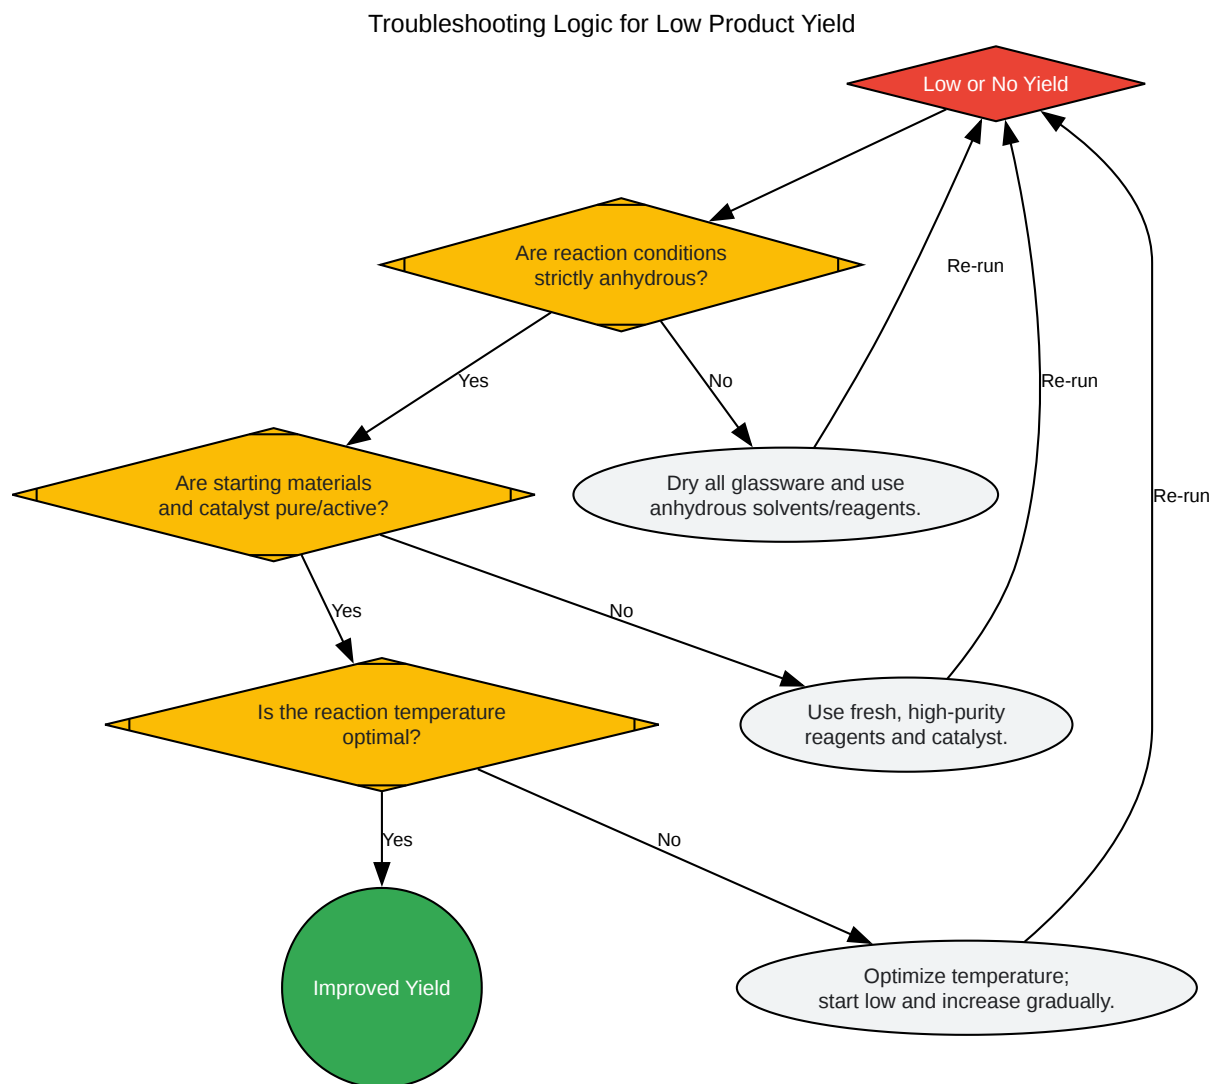 Troubleshooting Logic for Low Product Yield
Low or No Yield
Are reaction conditions
strictly anhydrous?
Re-run
Yes
No
Re-run
Are starting materials
and catalyst pure/active?
Dry all glassware and use
anhydrous solvents/reagents.
Re-run
Yes
No
Is the reaction temperature
optimal?
Use fresh, high-purity
reagents and catalyst.
Yes
No
Improved Yield
Optimize temperature;
start low and increase gradually.